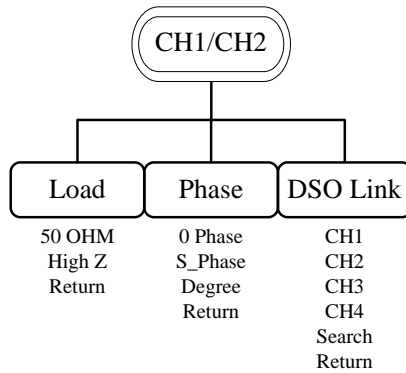 CH1/CH2
Load
50 OHM
High Z
Return
Phase
0 Phase
S_Phase
Degree
Return
DSO Link
CH1
CH2
CH3
CH4
Search
Return